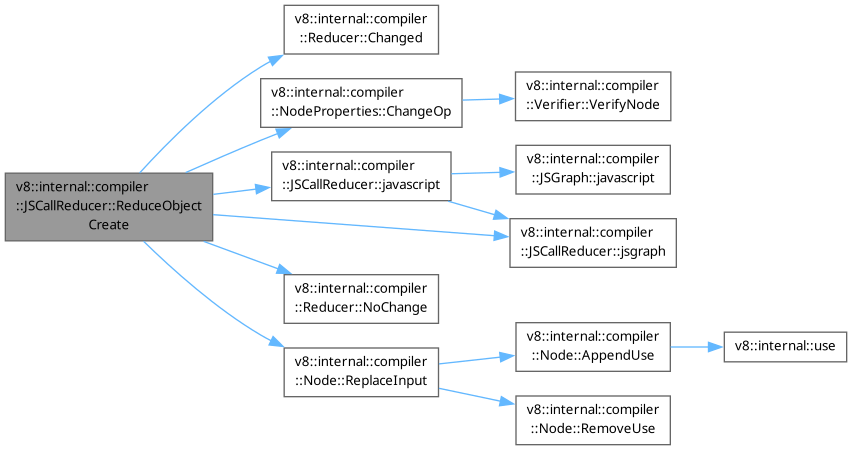 v8::internal::compiler
::JSCallReducer::ReduceObject
Create
v8::internal::compiler
::Reducer::Changed
v8::internal::compiler
::NodeProperties::ChangeOp
v8::internal::compiler
::Verifier::VerifyNode
v8::internal::compiler
::JSCallReducer::javascript
v8::internal::compiler
::JSGraph::javascript
v8::internal::compiler
::JSCallReducer::jsgraph
v8::internal::compiler
::Reducer::NoChange
v8::internal::compiler
::Node::ReplaceInput
v8::internal::compiler
::Node::AppendUse
v8::internal::use
v8::internal::compiler
::Node::RemoveUse